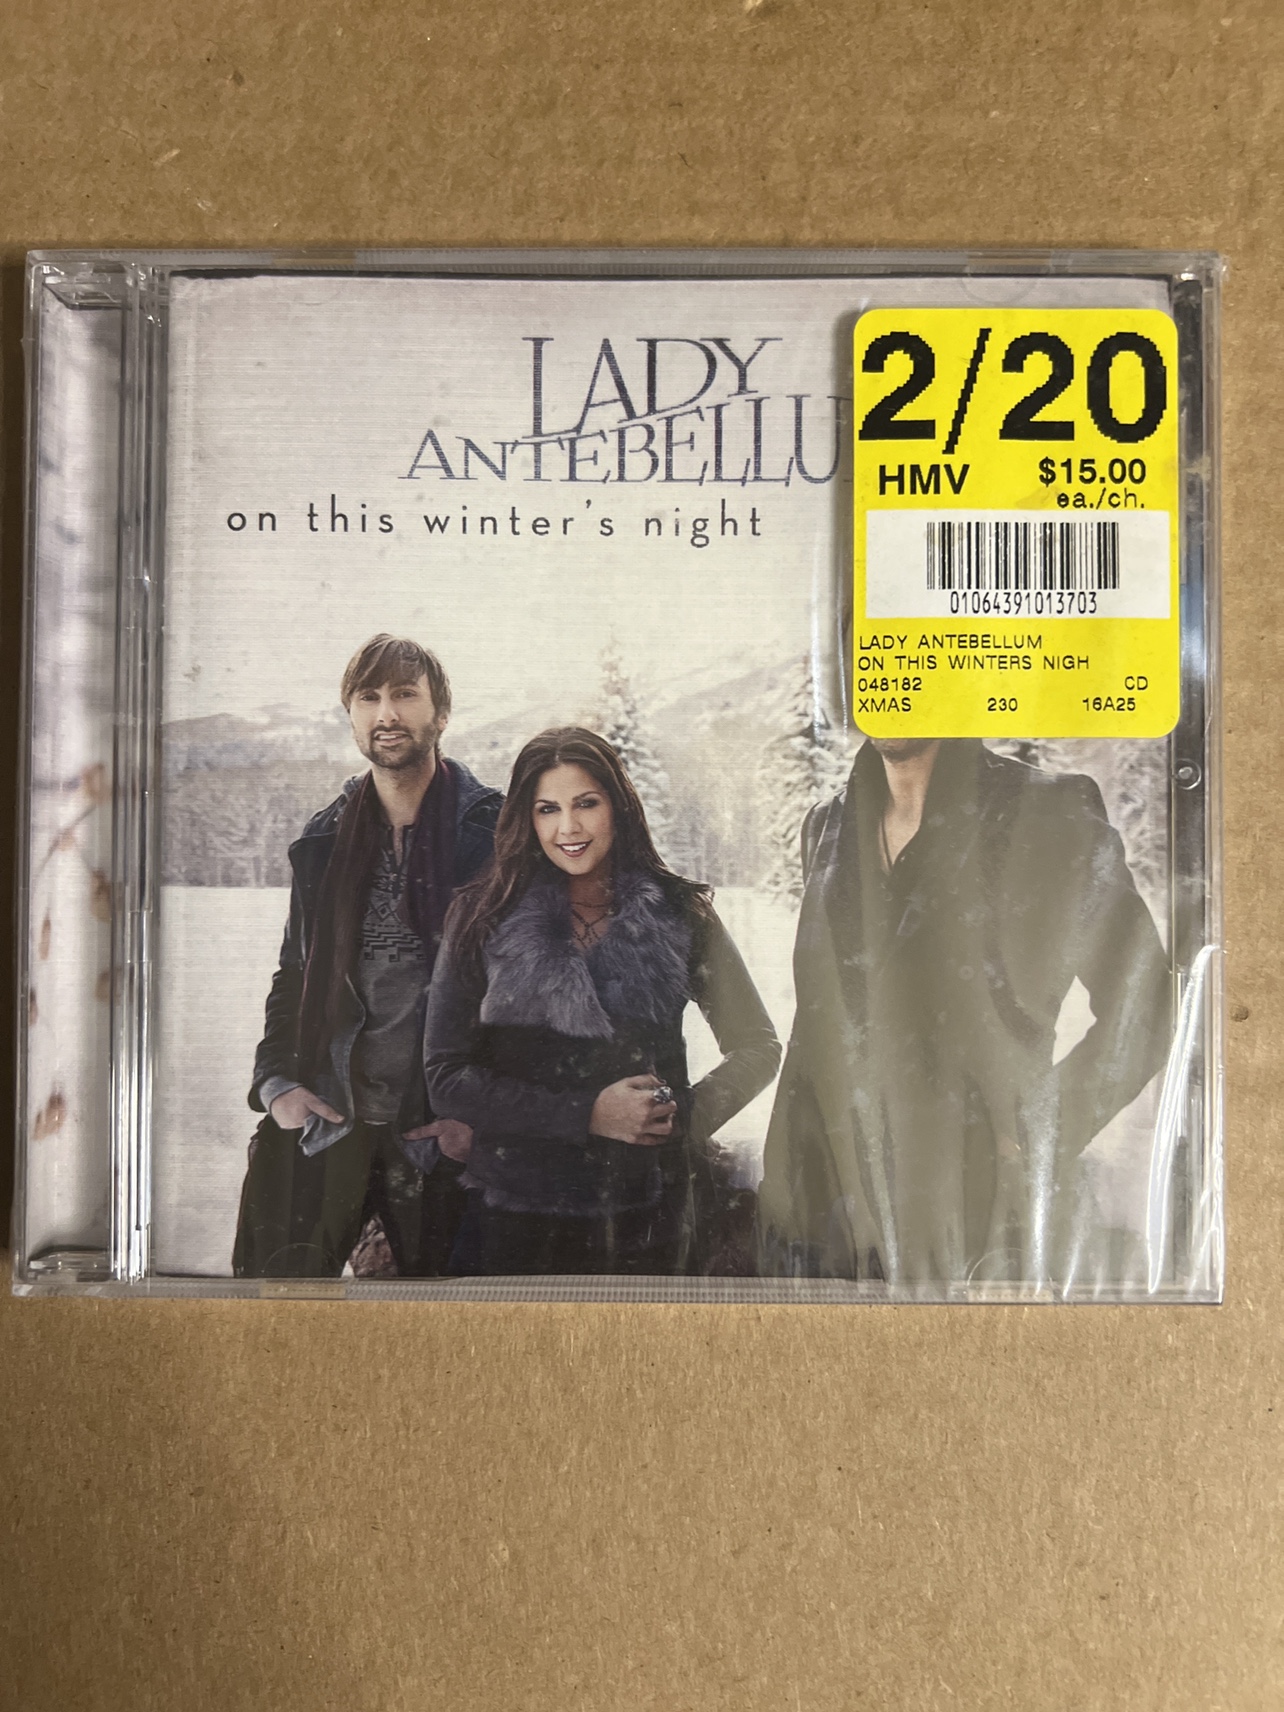 LADY
ANTEBELLU
on this winter's night
2/20
HMV $15.00
ea./ch.
01064391013703
LADY ANTEBELLUM
ON THIS WINTERS NIGH
048182 CD
XMAS 230 16A25